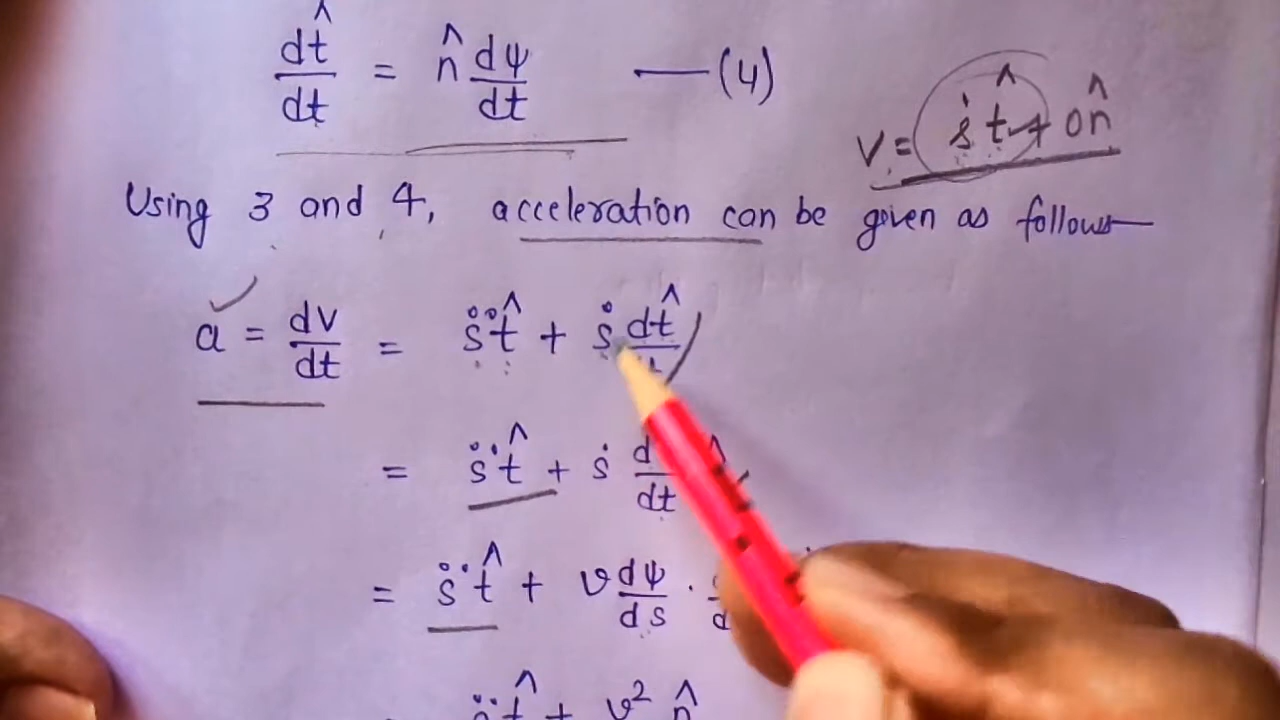 dt̂/dt = n̂ dψ/dt —(4)
v = ṡ t̂ + 0n̂
Using 3 and 4, acceleration can be given as follows—
a = dv/dt = s̈ t̂ + ṡ dt̂/dt
= s̈ t̂ + ṡ d /dt
= s̈ t̂ + v dψ/ds ·
s̈ t̂ + v² n̂